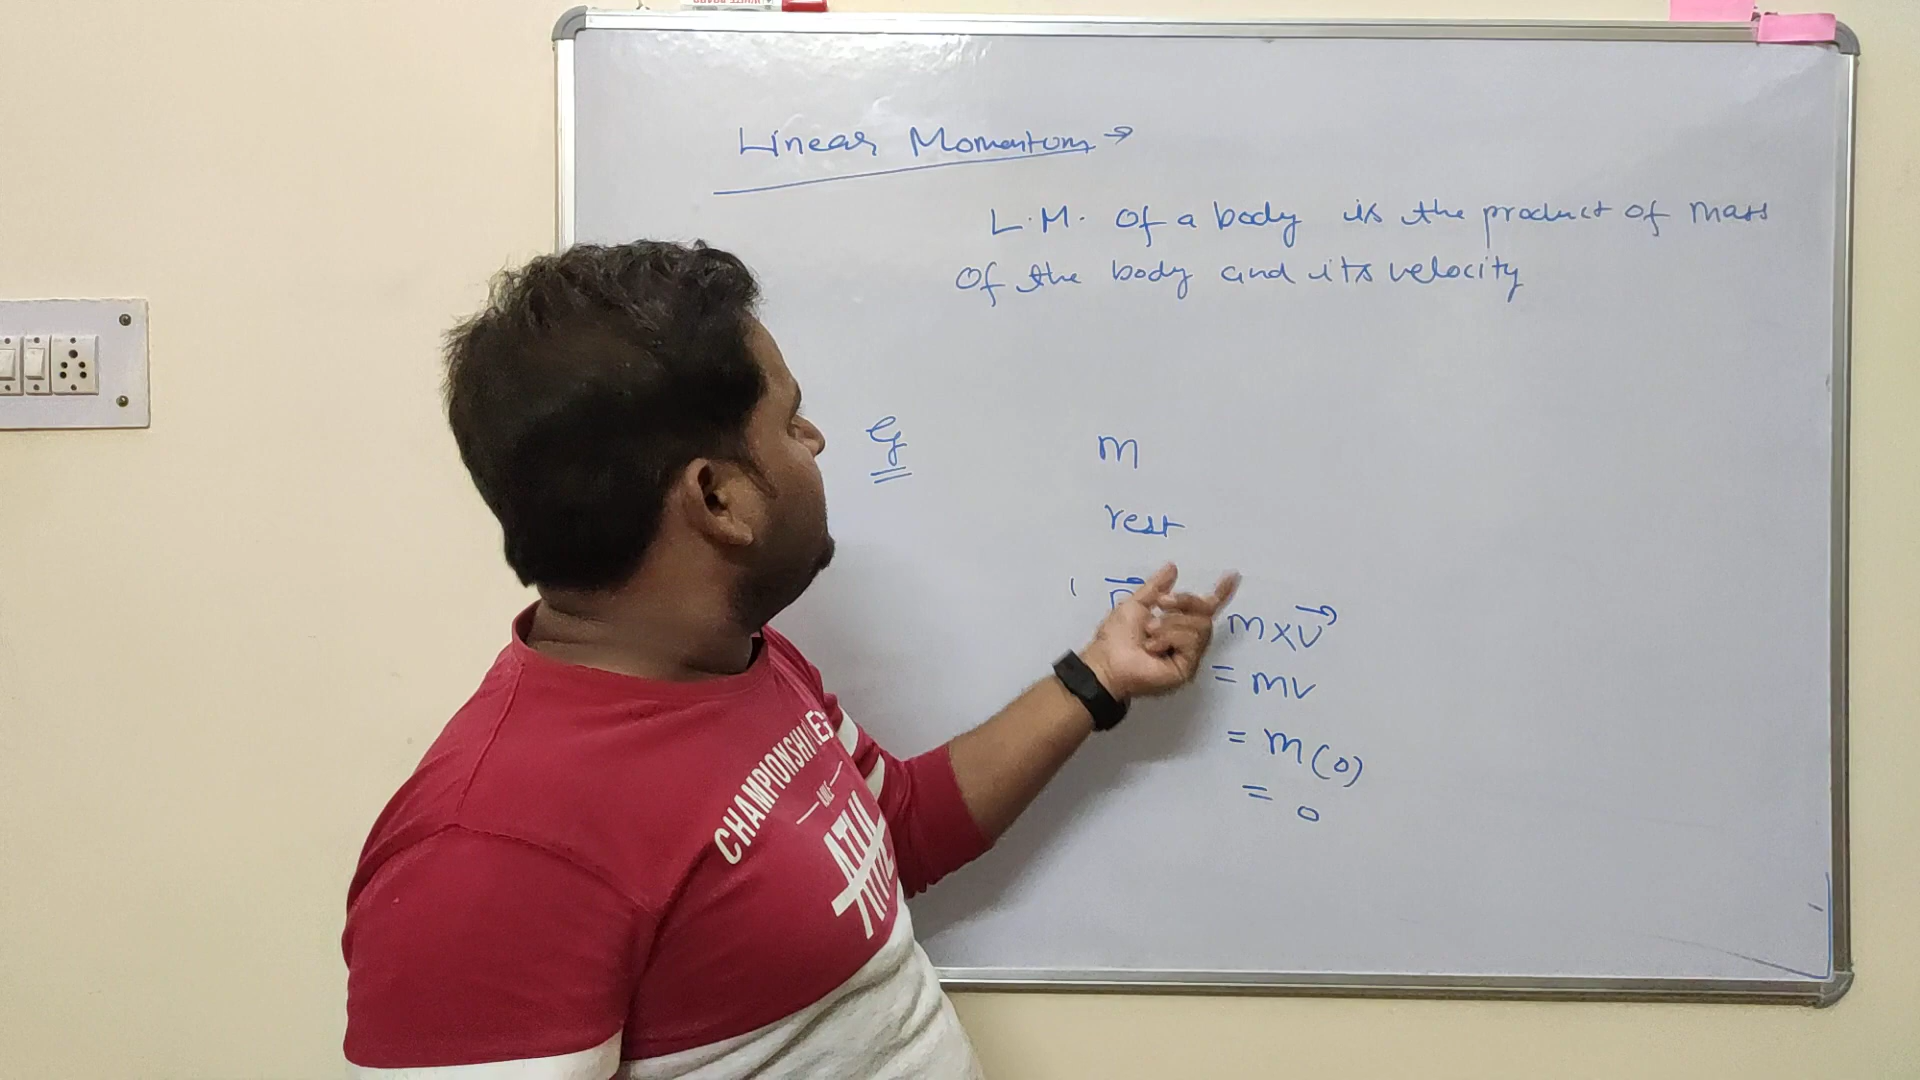 Linear Momentum →
L.M. Of a body is the product of mass
Of the body and its velocity
Eg
m
rest
m×v⃗
= mv
= m(0)
= 0
CHAMPIONSHI